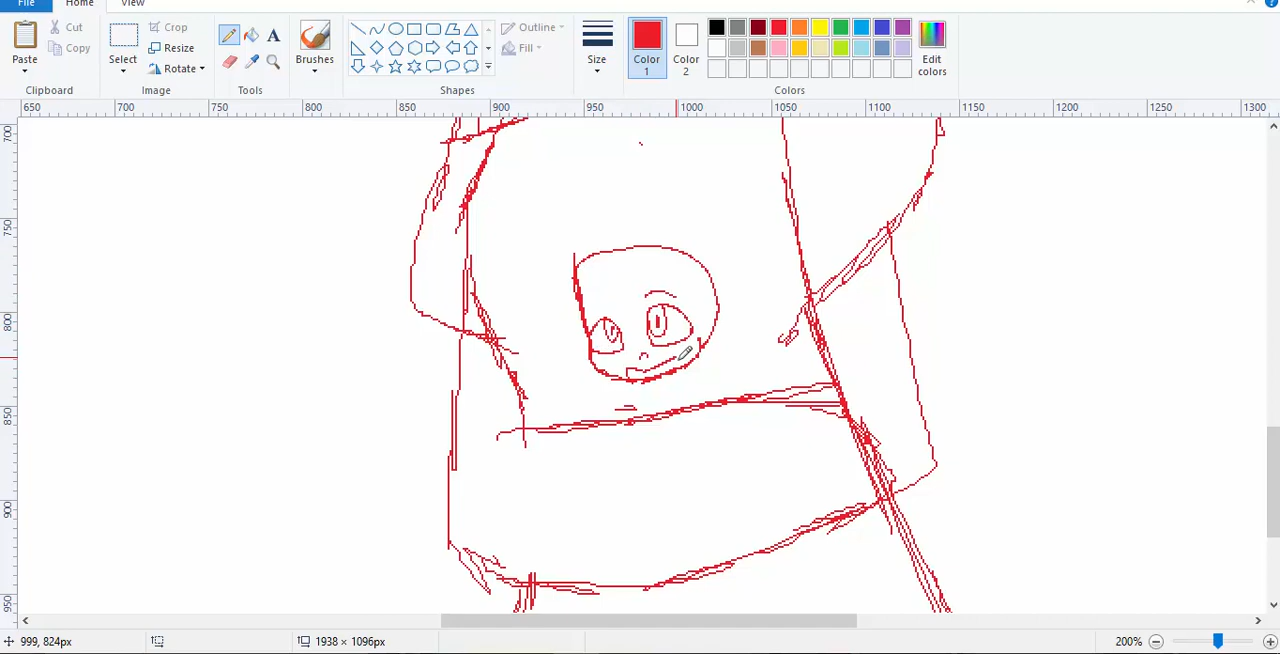 File Home View
Cut
Copy
Paste
Clipboard
Select
Crop
Resize
Rotate
Image
A
Tools
Brushes
Shapes
Outline
Fill
Size
Color 1
Color 2
Edit colors
Colors
650 700 750 800 850 900 950 1000 1050 1100 1150 1200 1250 1300
700
750
800
850
900
950
999, 824px
1938 × 1096px
200%